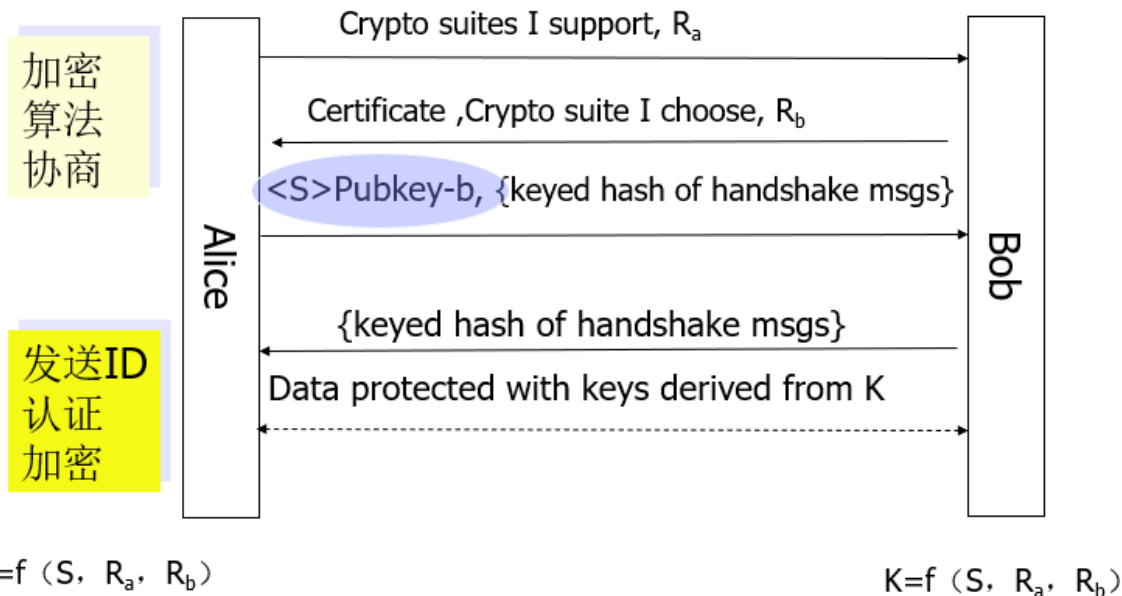 Crypto suites I support, Ra
加密
算法
协商
Certificate ,Crypto suite I choose, Rb
<S>Pubkey-b, {keyed hash of handshake msgs}
Alice
Bob
{keyed hash of handshake msgs}
发送ID
认证
加密
Data protected with keys derived from K
=f（S，Ra，Rb）
K=f（S，Ra，Rb）